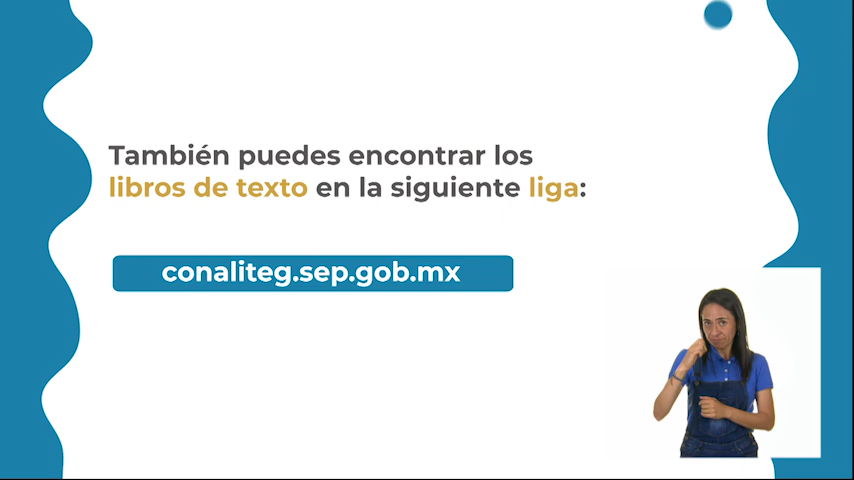 También puedes encontrar los
libros de texto en la siguiente liga:
conaliteg.sep.gob.mx